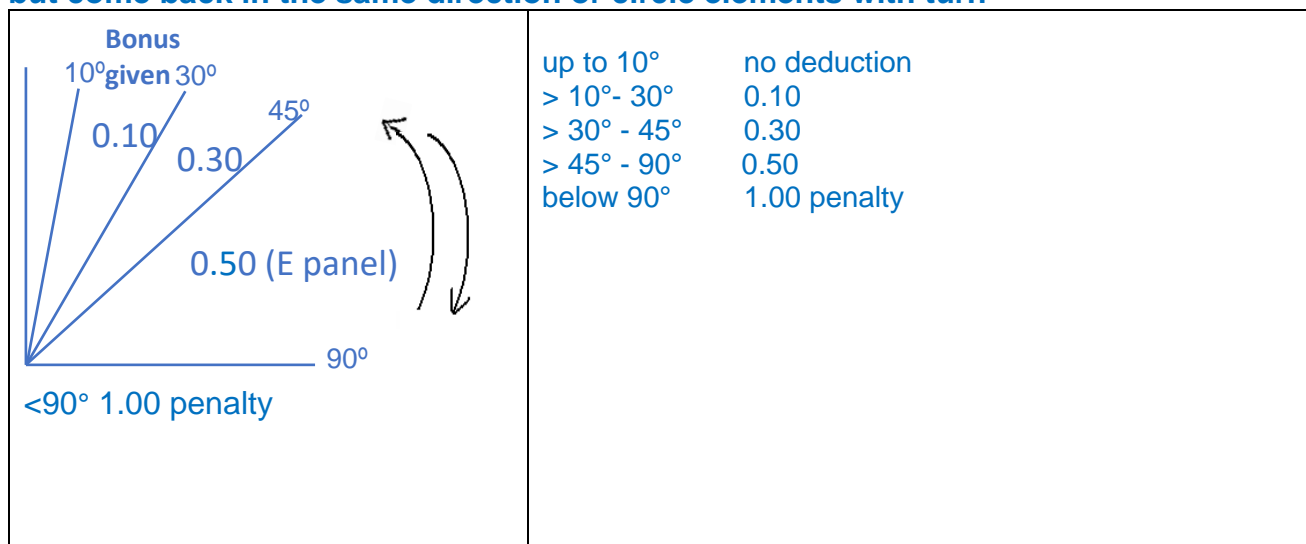 but come back in the same direction or circle elements with turn
Bonus
10⁰given 30⁰
45⁰
0.10
0.30
0.50 (E panel)
90⁰
<90° 1.00 penalty
up to 10° no deduction
> 10°- 30° 0.10
> 30° - 45° 0.30
> 45° - 90° 0.50
below 90° 1.00 penalty